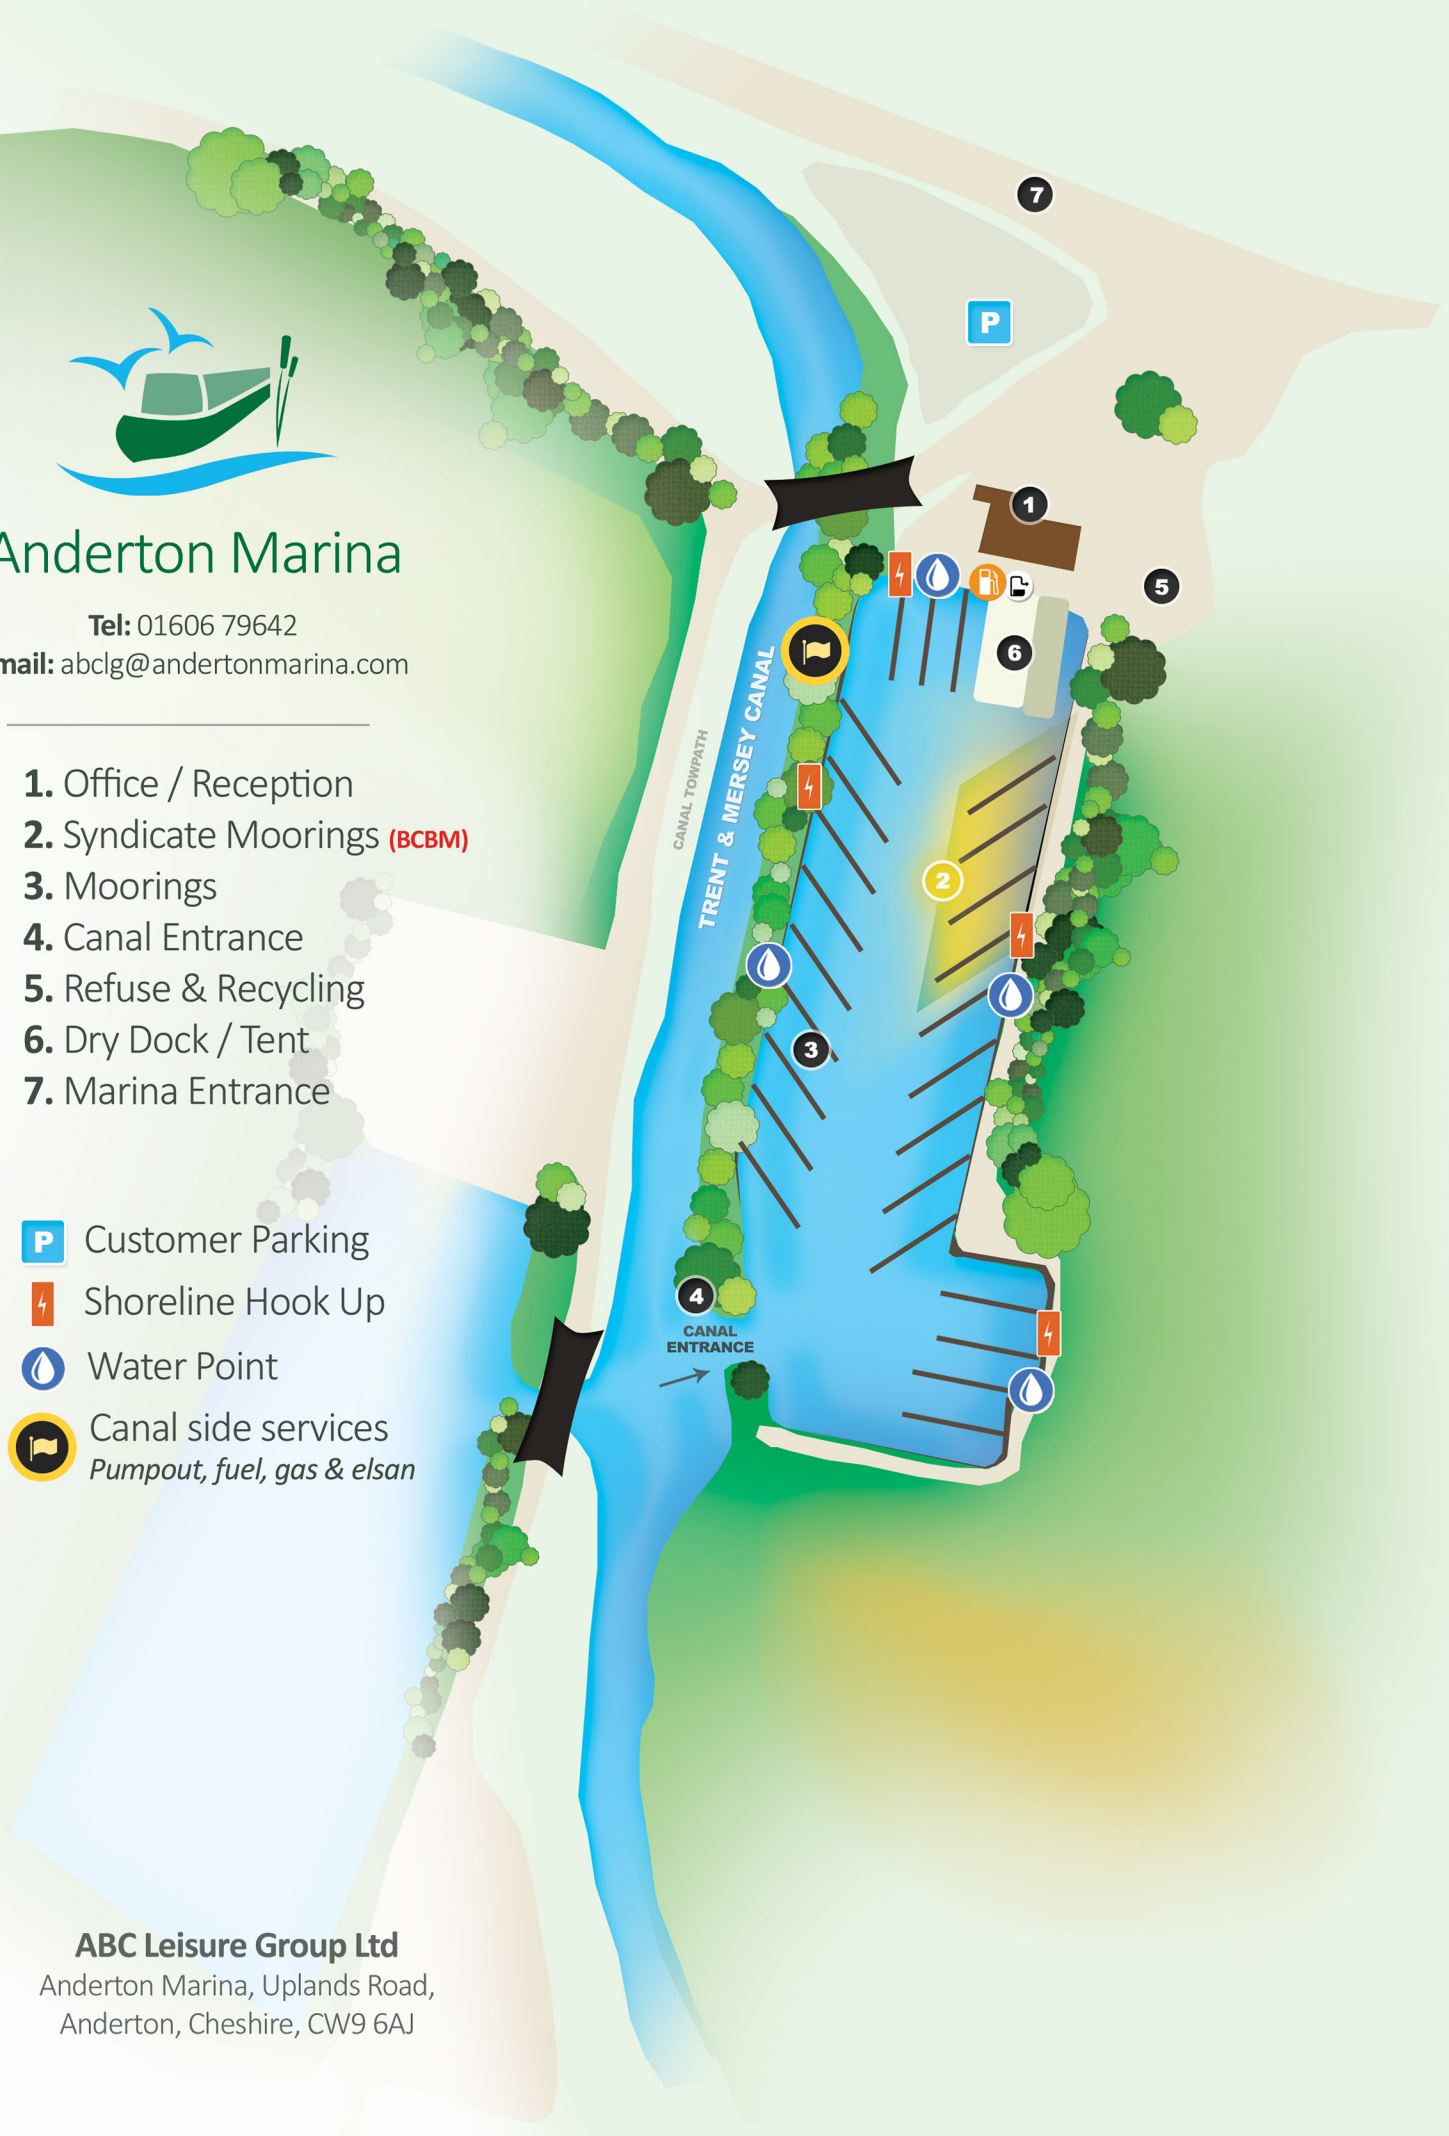 Anderton Marina
Tel: 01606 79642
mail: abclg@andertonmarina.com
1. Office / Reception
2. Syndicate Moorings (BCBM)
3. Moorings
4. Canal Entrance
5. Refuse & Recycling
6. Dry Dock / Tent
7. Marina Entrance
P Customer Parking
Shoreline Hook Up
Water Point
Canal side services
Pumpout, fuel, gas & elsan
ABC Leisure Group Ltd
Anderton Marina, Uplands Road,
Anderton, Cheshire, CW9 6AJ
7
P
1
5
6
TRENT & MERSEY CANAL
CANAL TOWPATH
2
3
4
CANAL
ENTRANCE